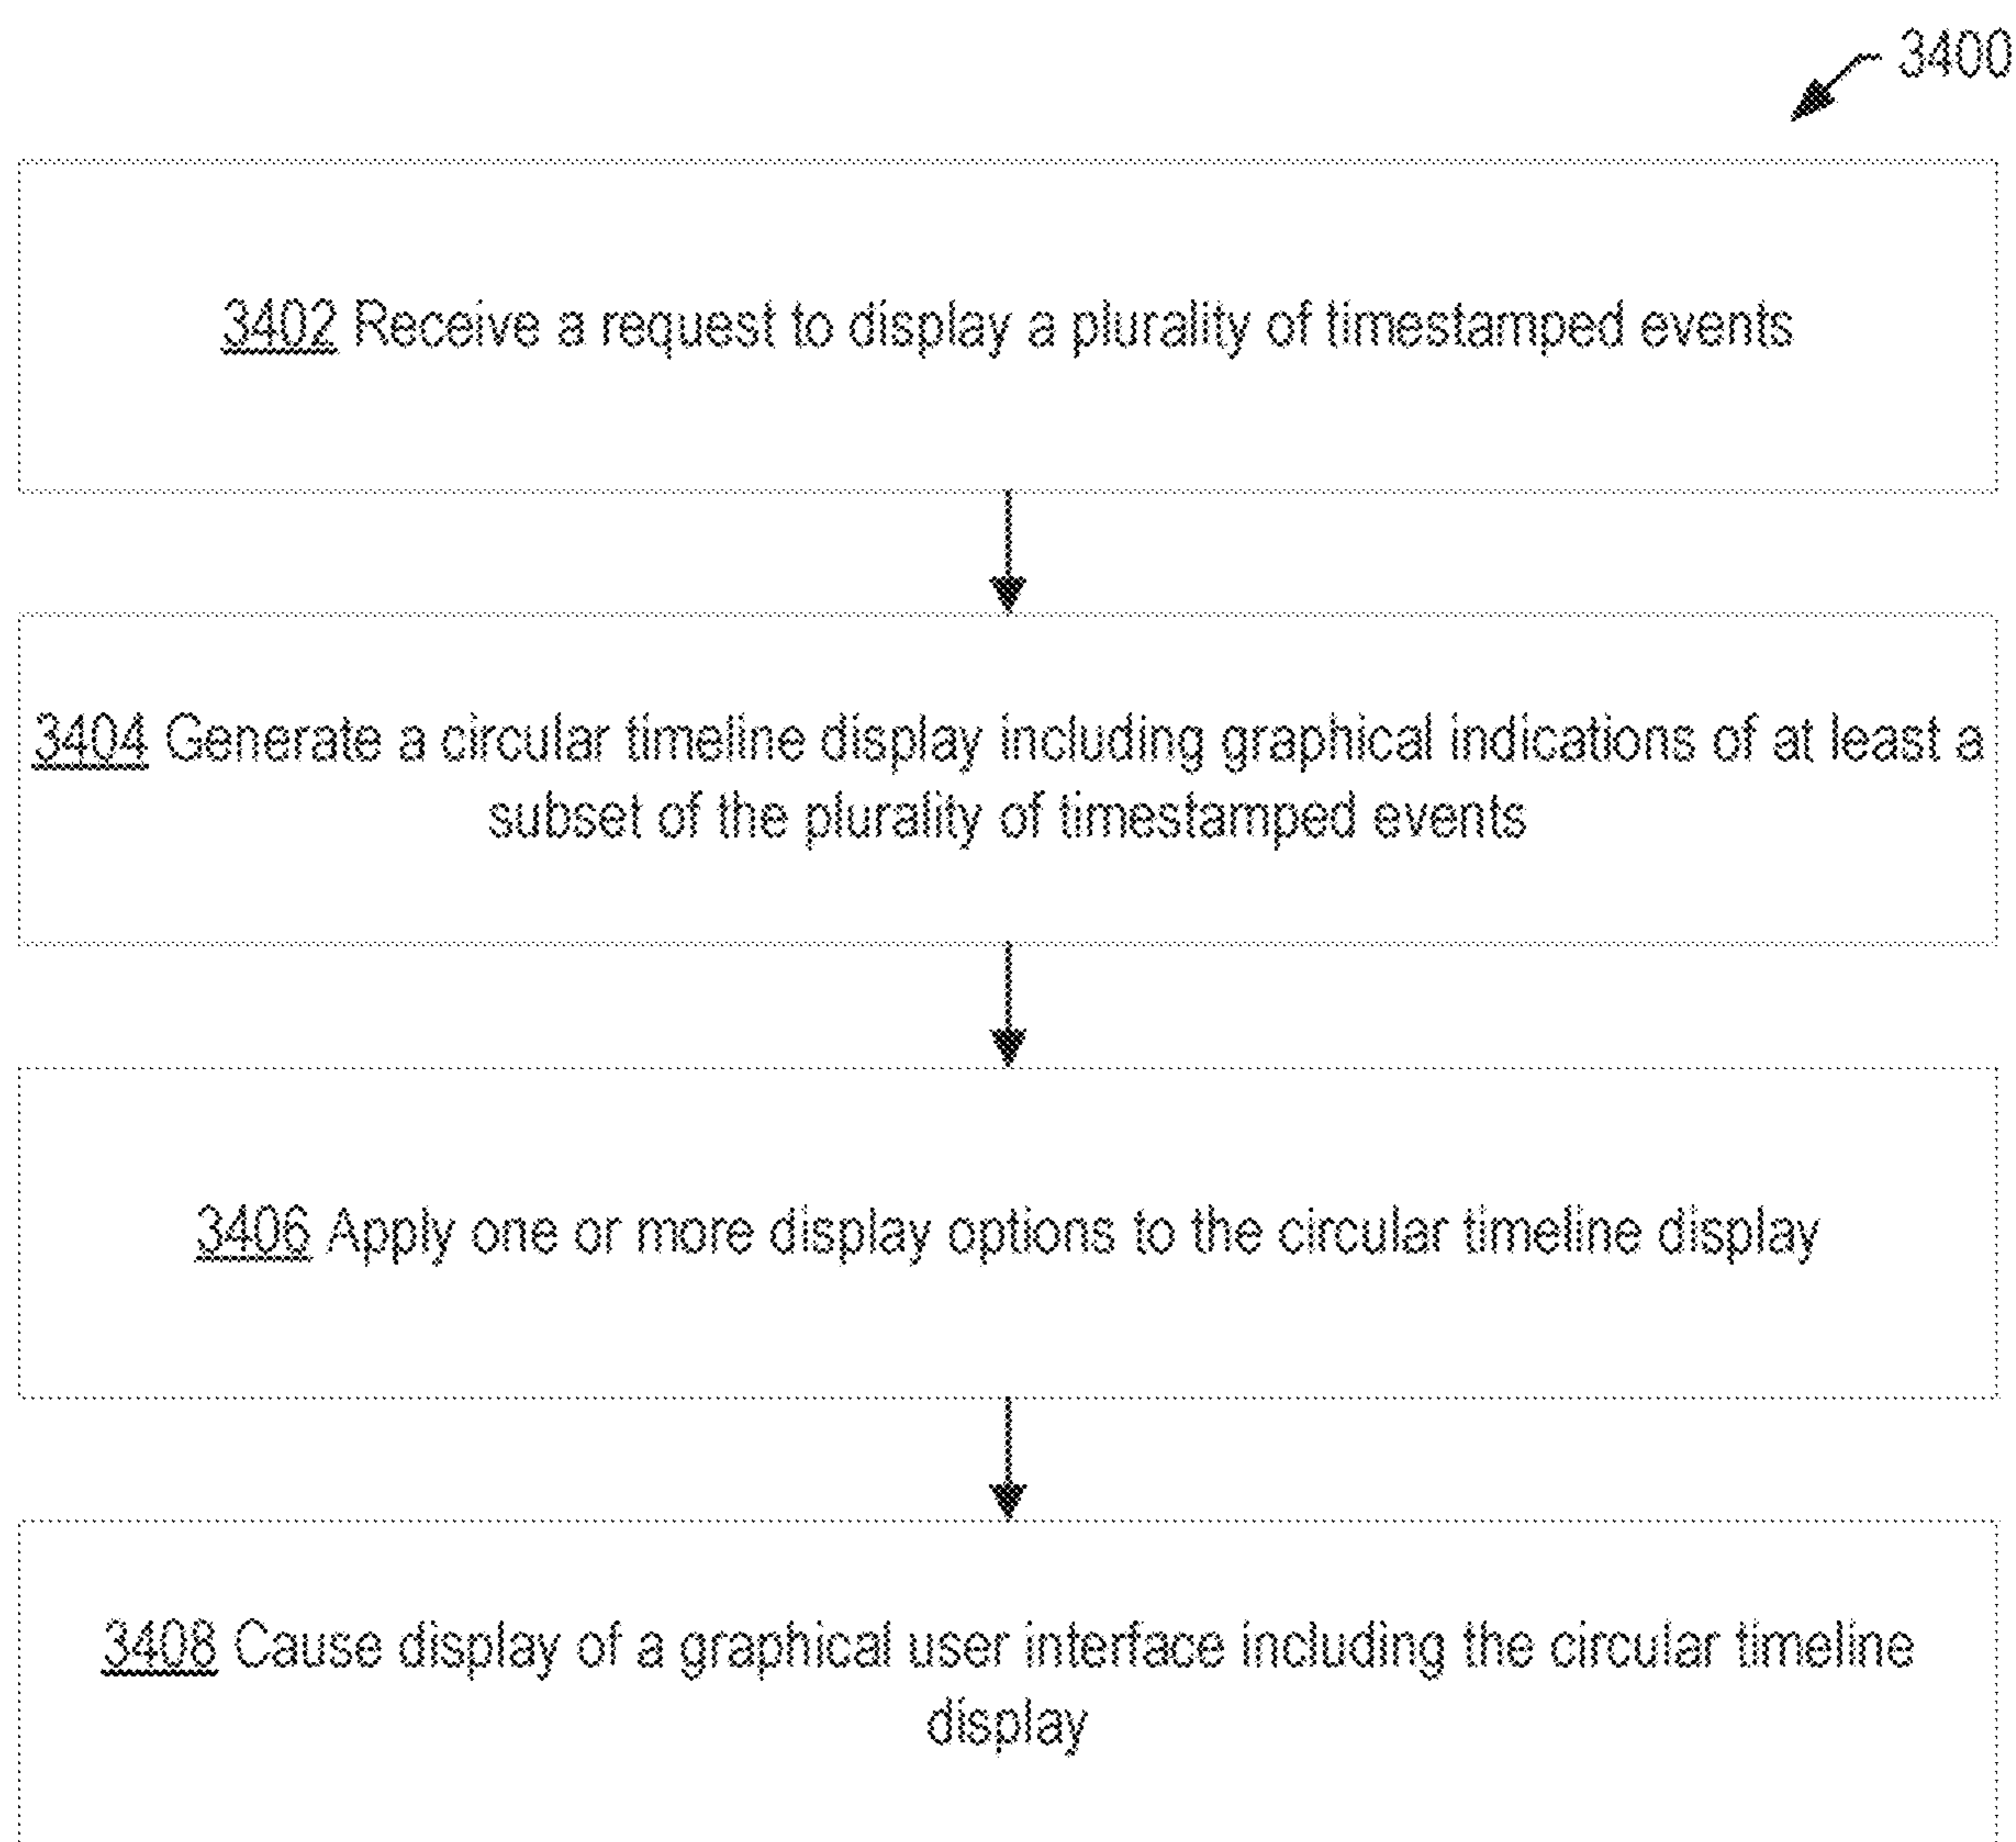 3400
3402 Receive a request to display a plurality of timestamped events
3404 Generate a circular timeline display including graphical indications of at least a
subset of the plurality of timestamped events
3406 Apply one or more display options to the circular timeline display
3408 Cause display of a graphical user interface including the circular timeline
display